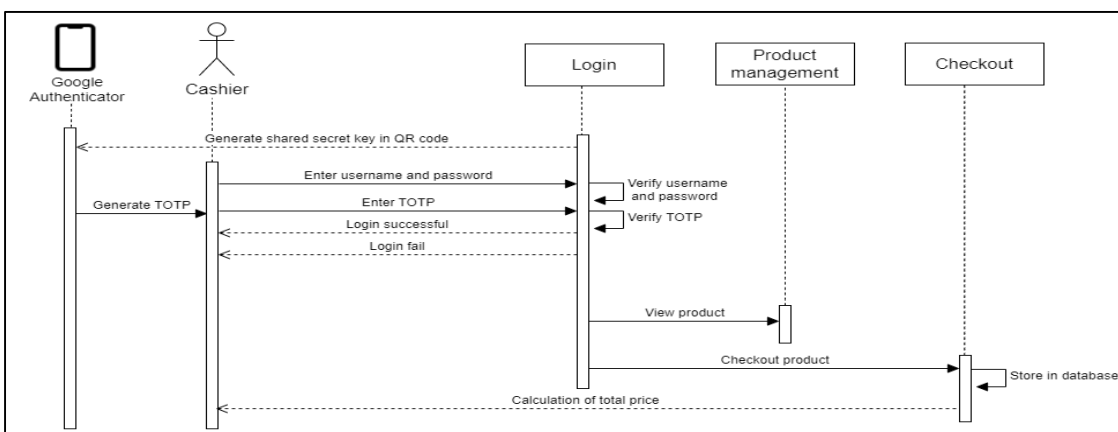 Google
Authenticator
Cashier
Login
Product
management
Checkout
Generate shared secret key in QR code
Enter username and password
Verify username
and password
Generate TOTP
Enter TOTP
Verify TOTP
Login successful
Login fail
View product
Checkout product
Store in database
Calculation of total price